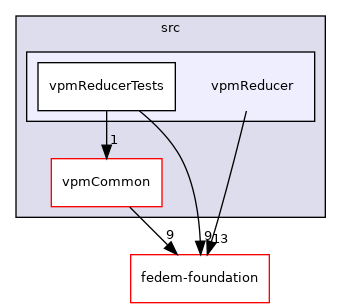 src
vpmReducerTests
vpmReducer
1
vpmCommon
9
9
13
fedem-foundation